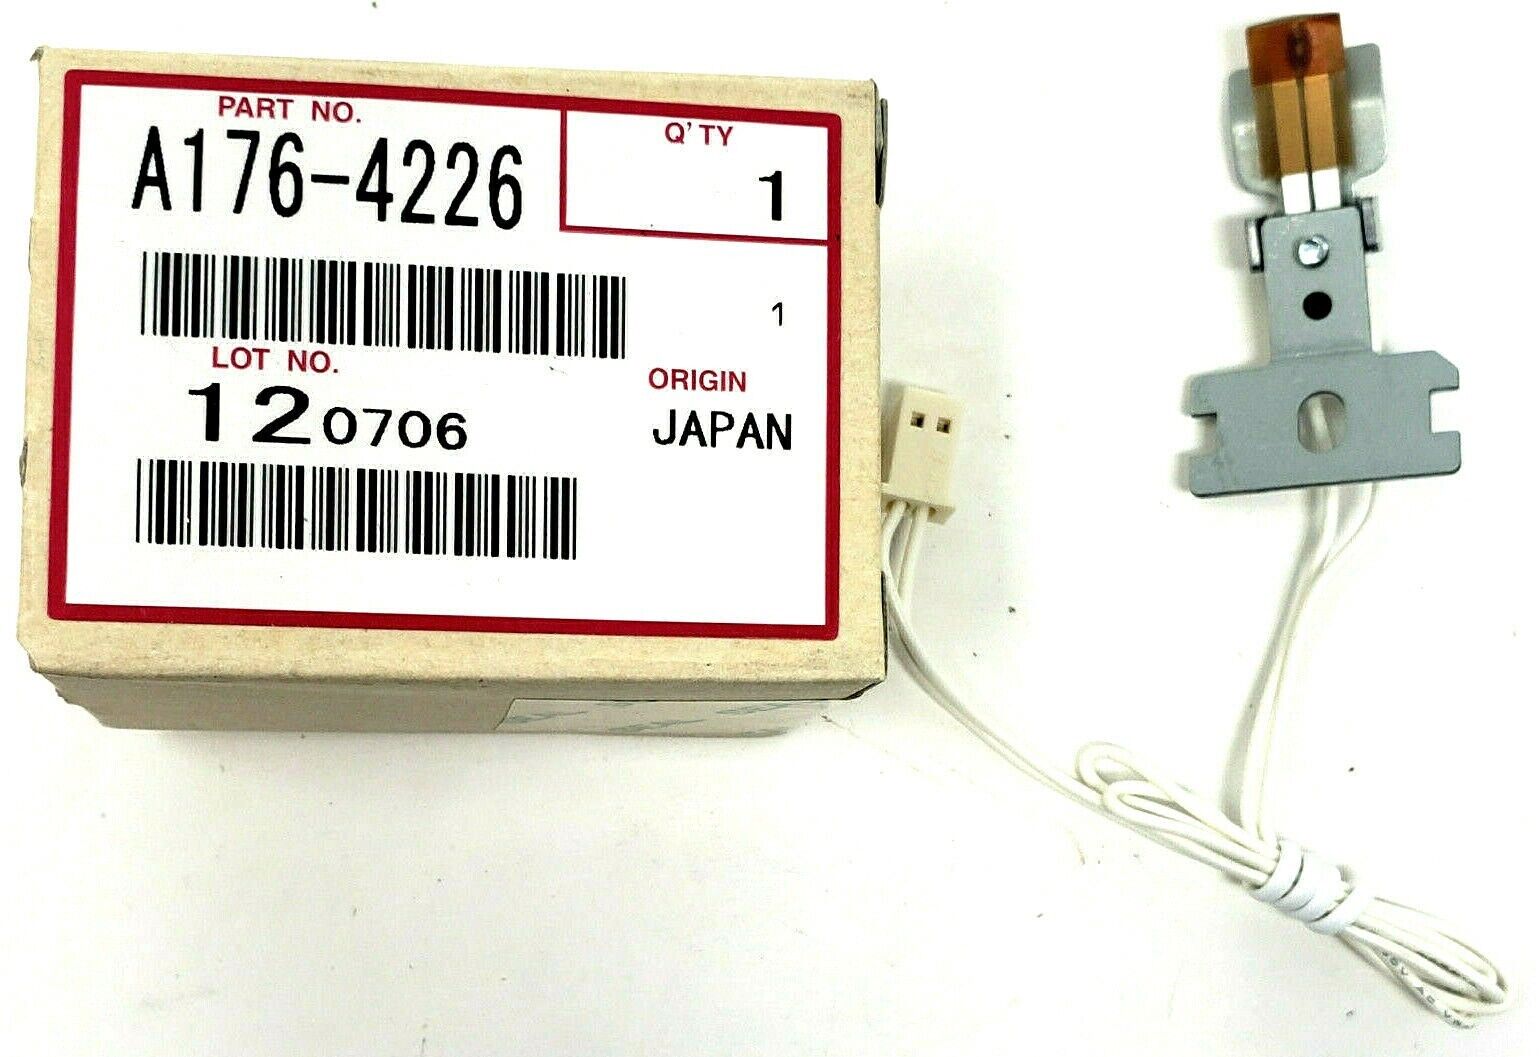 PART NO.
A176-4226
Q'TY
1
1
LOT NO.
120706
ORIGIN
JAPAN